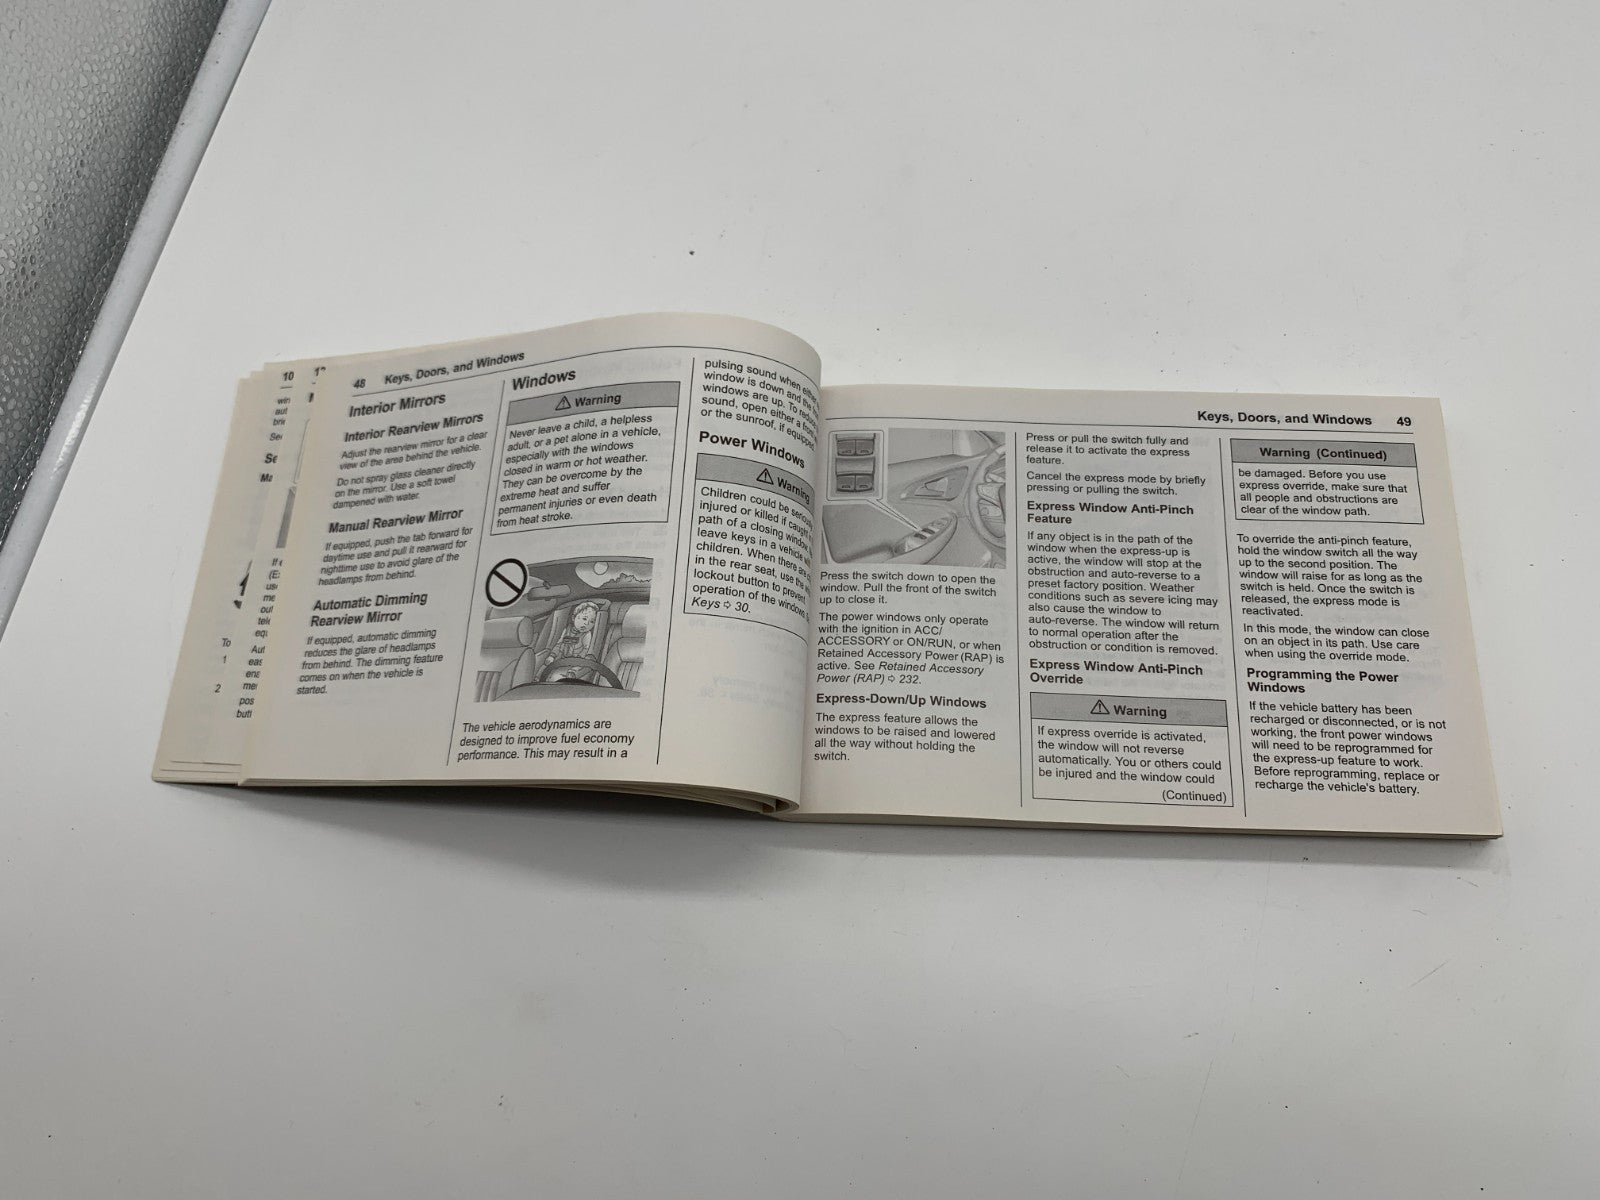 10
win
aut
Se
Ma
To
1
2
48 Keys, Doors, and Windows
Interior Mirrors
Interior Rearview Mirrors
Adjust the rearview mirror for a clear
view of the area behind the vehicle.
Do not spray glass cleaner directly
on the mirror. Use a soft towel
dampened with water.
Manual Rearview Mirror
If equipped, push the tab forward for
daytime use and pull it rearward for
nighttime use to avoid glare of the
headlamps from behind.
Automatic Dimming
Rearview Mirror
If equipped, automatic dimming
reduces the glare of headlamps
from behind. The dimming feature
comes on when the vehicle is
started.
Windows
Warning
Never leave a child, a helpless
adult, or a pet alone in a vehicle,
especially with the windows
closed in warm or hot weather.
They can be overcome by the
extreme heat and suffer
permanent injuries or even death
from heat stroke.
The vehicle aerodynamics are
designed to improve fuel economy
performance. This may result in a
pulsing sound when
window is down and the
windows are up. To
sound, open either a
or the sunroof, if equipped.
Power Windows
Warning
Children could be seriously
injured or killed if caught
path of a closing window.
leave keys in a vehicle with
children. When there are
in the rear seat, use the
lockout button to prevent
operation of the windows.
Keys ⇨ 30.
Keys, Doors, and Windows 49
Press the switch down to open the
window. Pull the front of the switch
up to close it.
The power windows only operate
with the ignition in ACC/
ACCESSORY or ON/RUN, or when
Retained Accessory Power (RAP) is
active. See Retained Accessory
Power (RAP) ⇨ 232.
Express-Down/Up Windows
The express feature allows the
windows to be raised and lowered
all the way without holding the
switch.
Press or pull the switch fully and
release it to activate the express
feature.
Cancel the express mode by briefly
pressing or pulling the switch.
Express Window Anti-Pinch
Feature
If any object is in the path of the
window when the express-up is
active, the window will stop at the
obstruction and auto-reverse to a
preset factory position. Weather
conditions such as severe icing may
also cause the window to
auto-reverse. The window will return
to normal operation after the
obstruction or condition is removed.
Express Window Anti-Pinch
Override
Warning
If express override is activated,
the window will not reverse
automatically. You or others could
be injured and the window could
(Continued)
Warning (Continued)
be damaged. Before you use
express override, make sure that
all people and obstructions are
clear of the window path.
To override the anti-pinch feature,
hold the window switch all the way
up to the second position. The
window will raise for as long as the
switch is held. Once the switch is
released, the express mode is
reactivated.
In this mode, the window can close
on an object in its path. Use care
when using the override mode.
Programming the Power
Windows
If the vehicle battery has been
recharged or disconnected, or is not
working, the front power windows
will need to be reprogrammed for
the express-up feature to work.
Before reprogramming, replace or
recharge the vehicle's battery.